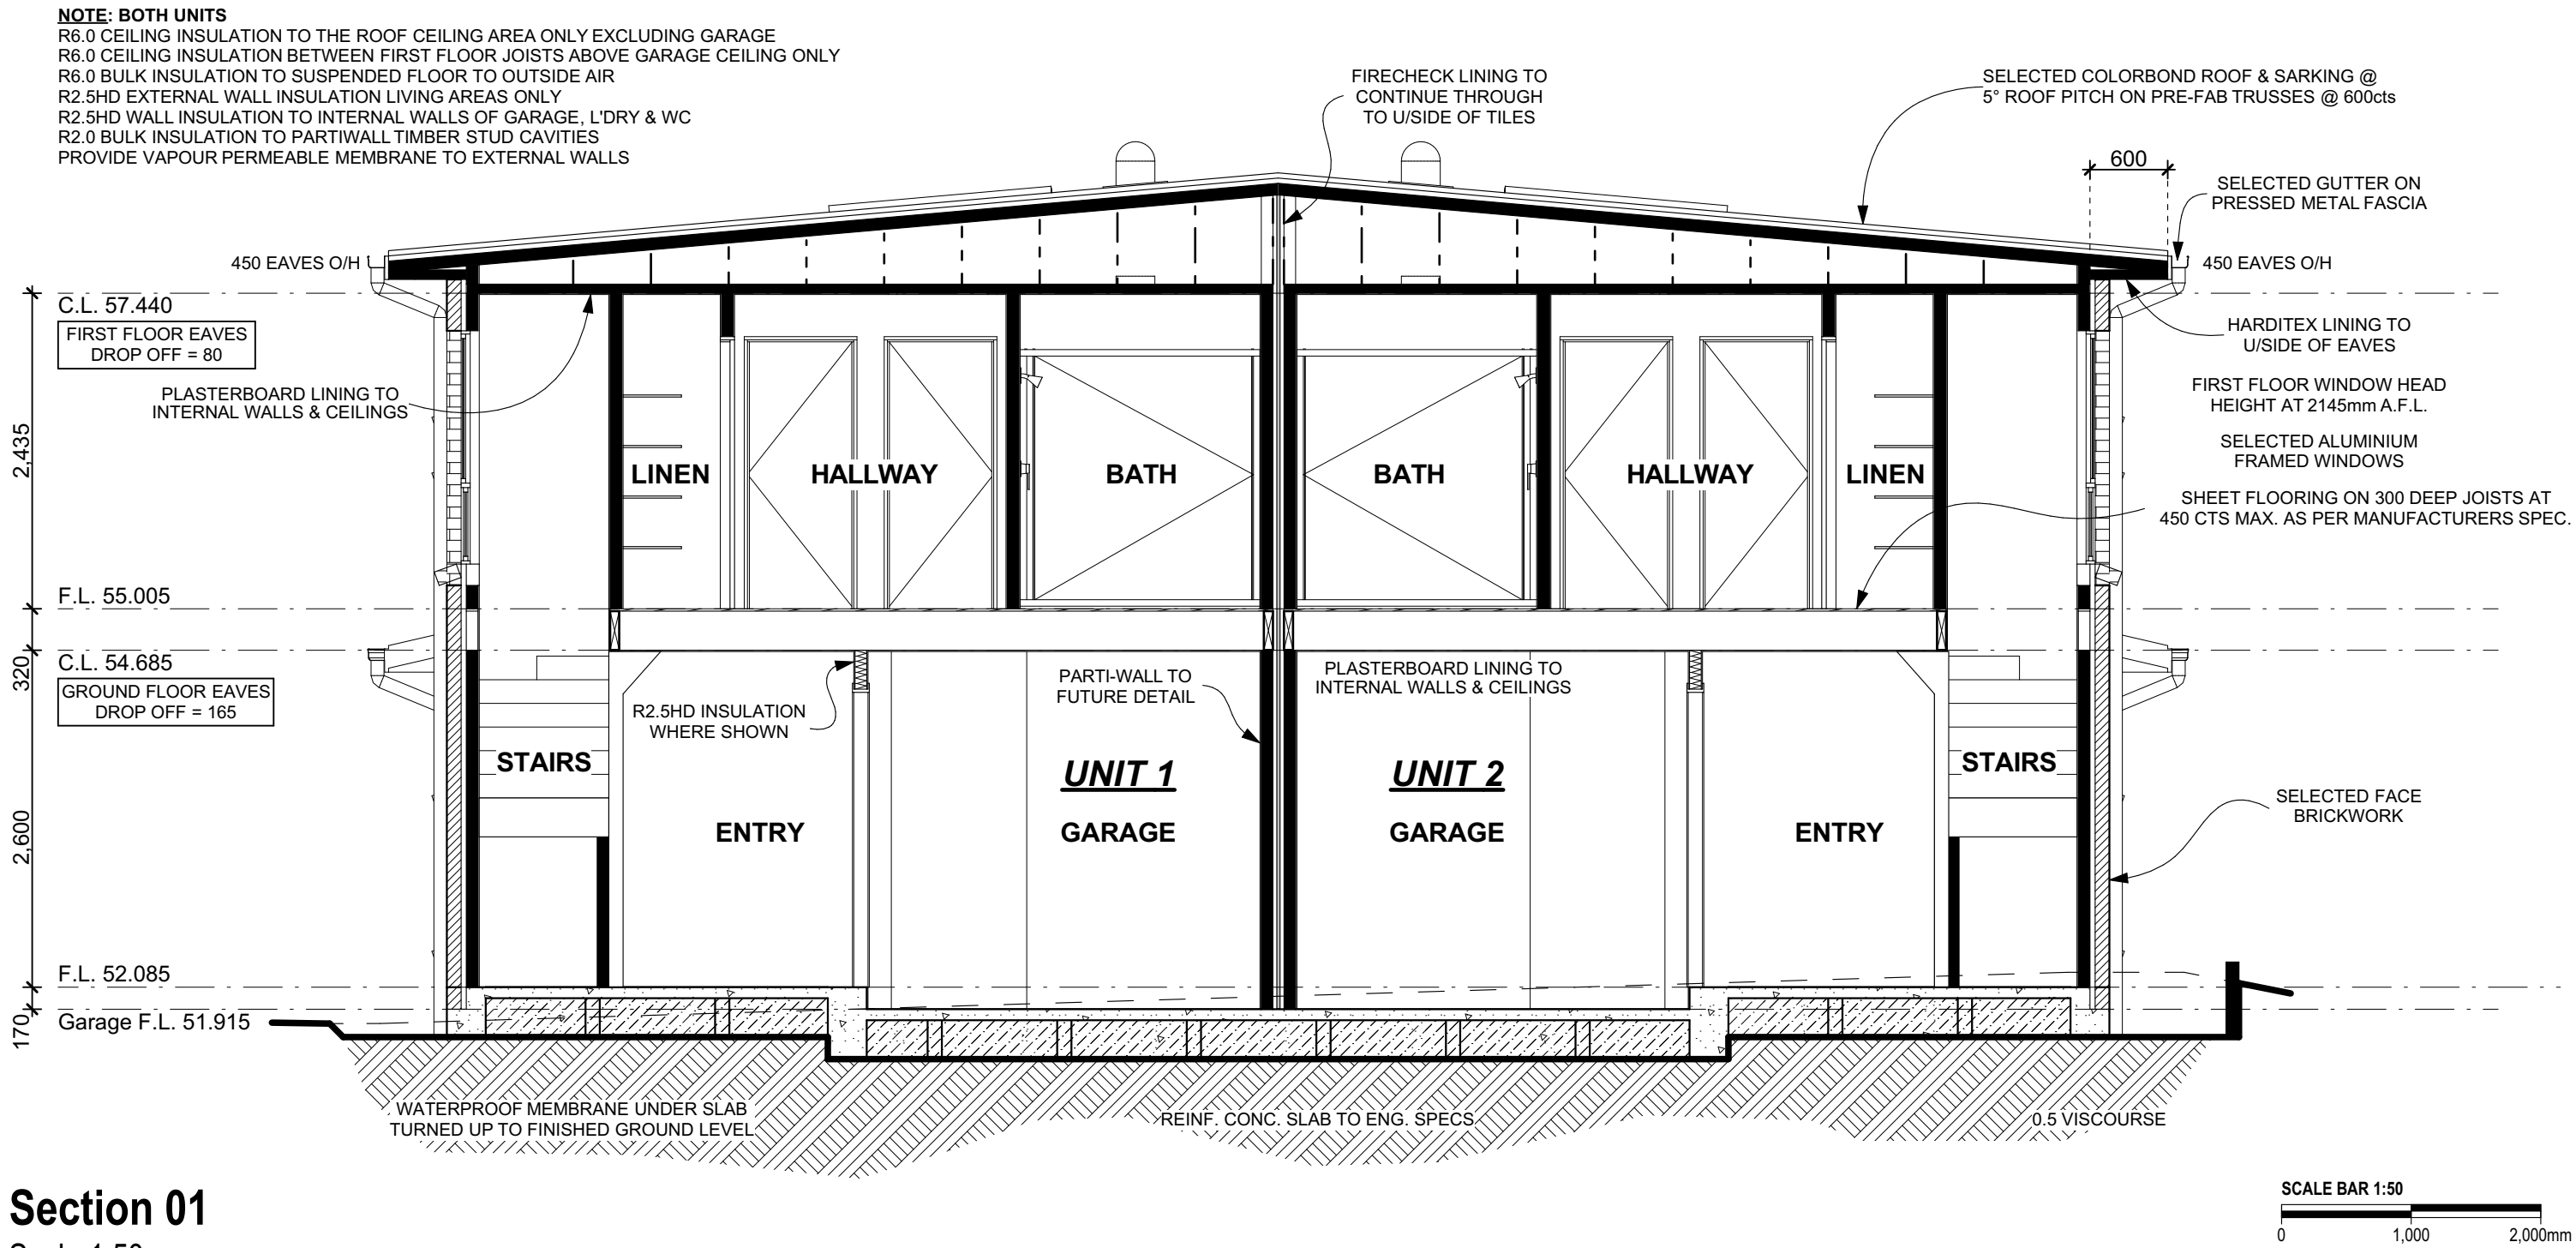 NOTE: BOTH UNITS
R6.0 CEILING INSULATION TO THE ROOF CEILING AREA ONLY EXCLUDING GARAGE
R6.0 CEILING INSULATION BETWEEN FIRST FLOOR JOISTS ABOVE GARAGE CEILING ONLY
R6.0 BULK INSULATION TO SUSPENDED FLOOR TO OUTSIDE AIR
R2.5HD EXTERNAL WALL INSULATION LIVING AREAS ONLY
R2.5HD WALL INSULATION TO INTERNAL WALLS OF GARAGE, L'DRY & WC
R2.0 BULK INSULATION TO PARTIWALL TIMBER STUD CAVITIES
PROVIDE VAPOUR PERMEABLE MEMBRANE TO EXTERNAL WALLS
FIRECHECK LINING TO
CONTINUE THROUGH
TO U/SIDE OF TILES
SELECTED COLORBOND ROOF & SARKING @
5° ROOF PITCH ON PRE-FAB TRUSSES @ 600cts
600
SELECTED GUTTER ON
PRESSED METAL FASCIA
450 EAVES O/H
450 EAVES O/H
C.L. 57.440
FIRST FLOOR EAVES
DROP OFF = 80
PLASTERBOARD LINING TO
INTERNAL WALLS & CEILINGS
HARDITEX LINING TO
U/SIDE OF EAVES
FIRST FLOOR WINDOW HEAD
HEIGHT AT 2145mm A.F.L.
SELECTED ALUMINIUM
FRAMED WINDOWS
SHEET FLOORING ON 300 DEEP JOISTS AT
450 CTS MAX. AS PER MANUFACTURERS SPEC.
2,435
LINEN
HALLWAY
BATH
BATH
HALLWAY
LINEN
F.L. 55.005
320
C.L. 54.685
GROUND FLOOR EAVES
DROP OFF = 165
R2.5HD INSULATION
WHERE SHOWN
PARTI-WALL TO
FUTURE DETAIL
PLASTERBOARD LINING TO
INTERNAL WALLS & CEILINGS
STAIRS
UNIT 1
UNIT 2
STAIRS
2,600
ENTRY
GARAGE
GARAGE
ENTRY
SELECTED FACE
BRICKWORK
F.L. 52.085
170
Garage F.L. 51.915
WATERPROOF MEMBRANE UNDER SLAB
TURNED UP TO FINISHED GROUND LEVEL
REINF. CONC. SLAB TO ENG. SPECS
0.5 VISCOURSE
Section 01
SCALE BAR 1:50
0 1,000 2,000mm